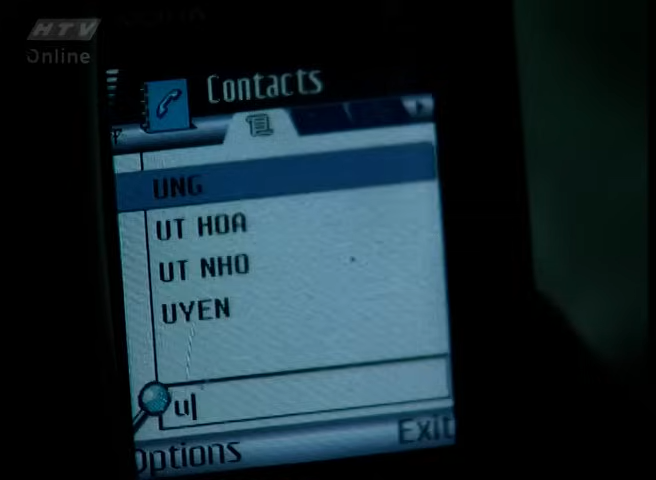 HTV
Online
Contacts
UNG
UT HOA
UT NHO
UYEN
u
Options
Exit